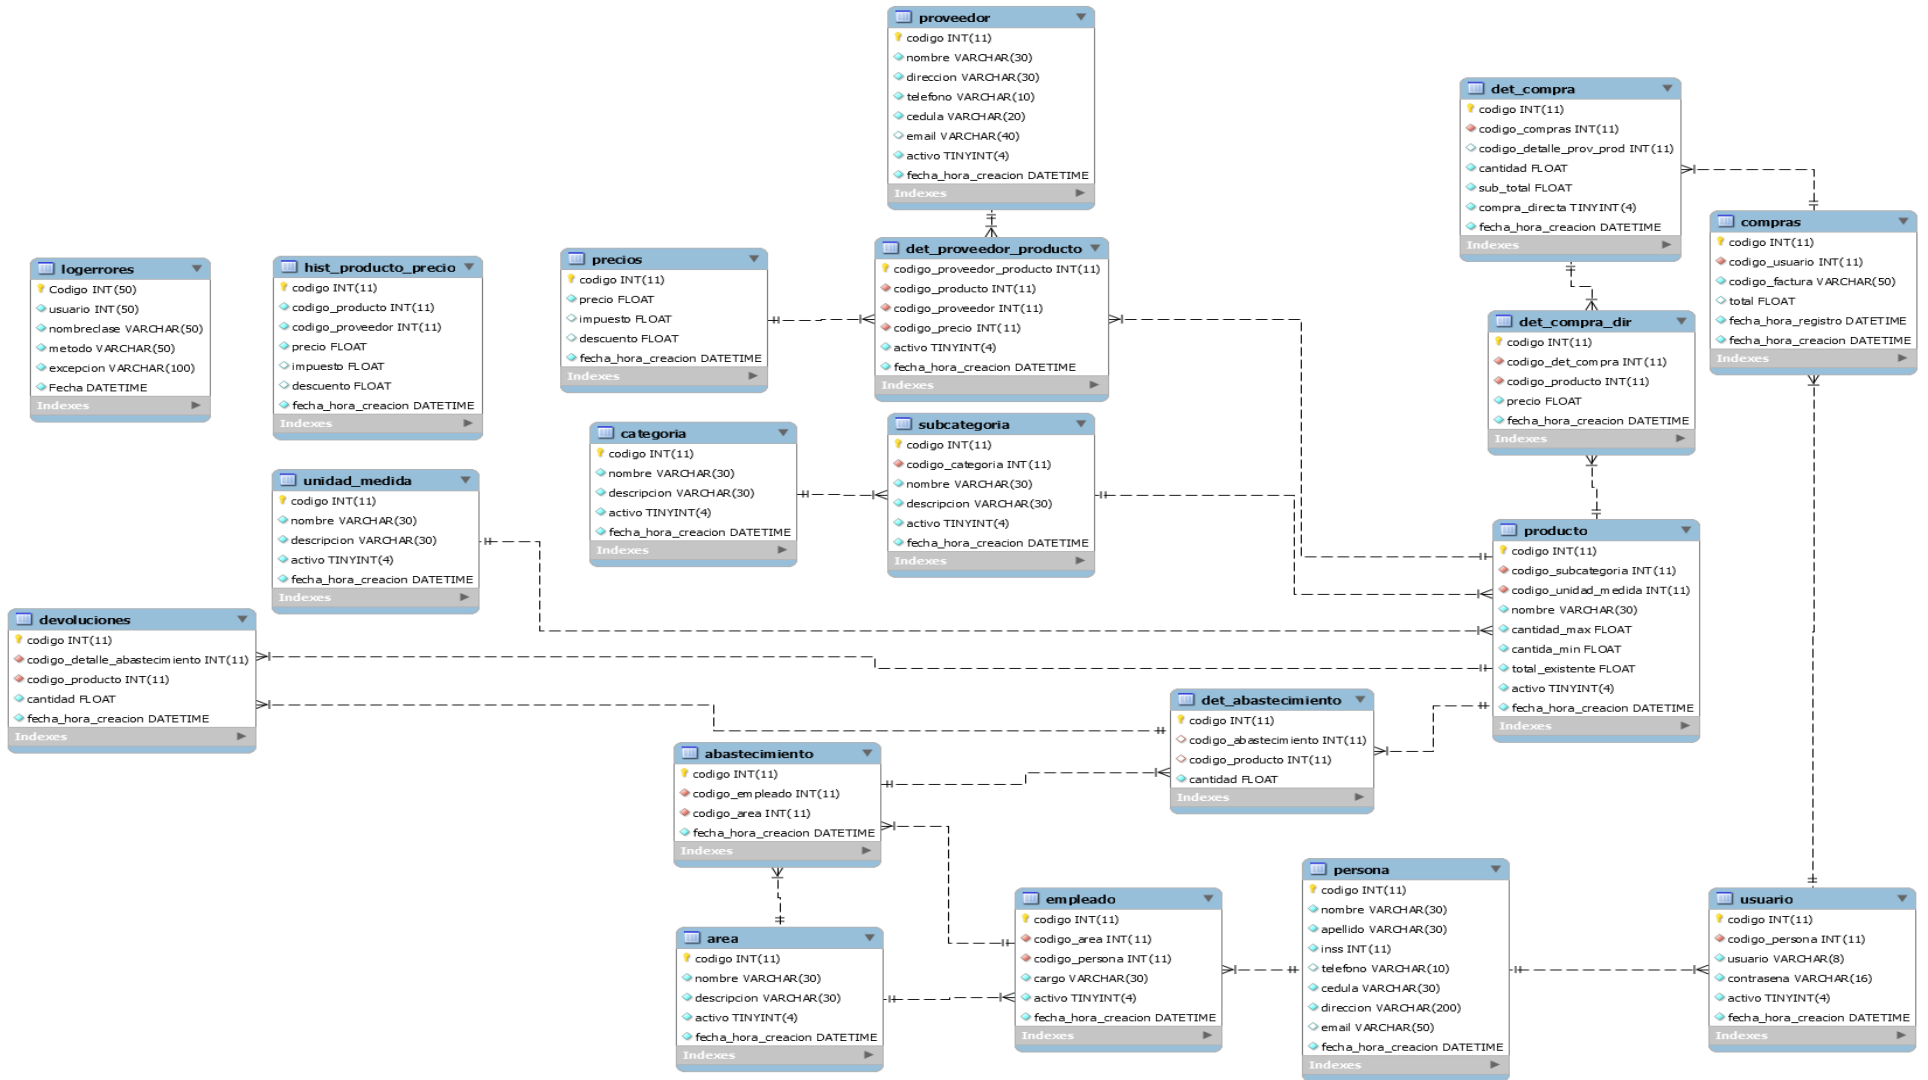 proveedor
codigo INT(11)
nombre VARCHAR(30)
direccion VARCHAR(30)
telefono VARCHAR(10)
cedula VARCHAR(20)
email VARCHAR(40)
activo TINYINT(4)
fecha_hora_creacion DATETIME
Indexes
det_compra
codigo INT(11)
codigo_compras INT(11)
codigo_detalle_prov_prod INT(11)
cantidad FLOAT
sub_total FLOAT
compra_directa TINYINT(4)
fecha_hora_creacion DATETIME
Indexes
compras
codigo INT(11)
codigo_usuario INT(11)
codigo_factura VARCHAR(50)
total FLOAT
fecha_hora_registro DATETIME
fecha_hora_creacion DATETIME
Indexes
logerrores
Codigo INT(50)
usuario INT(50)
nombreclase VARCHAR(50)
metodo VARCHAR(50)
excepcion VARCHAR(100)
Fecha DATETIME
Indexes
hist_producto_precio
codigo INT(11)
codigo_producto INT(11)
codigo_proveedor INT(11)
precio FLOAT
impuesto FLOAT
descuento FLOAT
fecha_hora_creacion DATETIME
Indexes
precios
codigo INT(11)
precio FLOAT
impuesto FLOAT
descuento FLOAT
fecha_hora_creacion DATETIME
Indexes
det_proveedor_producto
codigo_proveedor_producto INT(11)
codigo_producto INT(11)
codigo_proveedor INT(11)
codigo_precio INT(11)
activo TINYINT(4)
fecha_hora_creacion DATETIME
Indexes
det_compra_dir
codigo INT(11)
codigo_det_compra INT(11)
codigo_producto INT(11)
precio FLOAT
fecha_hora_creacion DATETIME
Indexes
unidad_medida
codigo INT(11)
nombre VARCHAR(30)
descripcion VARCHAR(30)
activo TINYINT(4)
fecha_hora_creacion DATETIME
Indexes
categoria
codigo INT(11)
nombre VARCHAR(30)
descripcion VARCHAR(30)
activo TINYINT(4)
fecha_hora_creacion DATETIME
Indexes
subcategoria
codigo INT(11)
codigo_categoria INT(11)
nombre VARCHAR(30)
descripcion VARCHAR(30)
activo TINYINT(4)
fecha_hora_creacion DATETIME
Indexes
producto
codigo INT(11)
codigo_subcategoria INT(11)
codigo_unidad_medida INT(11)
nombre VARCHAR(30)
cantidad_max FLOAT
cantida_min FLOAT
total_existente FLOAT
activo TINYINT(4)
fecha_hora_creacion DATETIME
Indexes
devoluciones
codigo INT(11)
codigo_detalle_abastecimiento INT(11)
codigo_producto INT(11)
cantidad FLOAT
fecha_hora_creacion DATETIME
Indexes
abastecimiento
codigo INT(11)
codigo_empleado INT(11)
codigo_area INT(11)
fecha_hora_creacion DATETIME
Indexes
det_abastecimiento
codigo INT(11)
codigo_abastecimiento INT(11)
codigo_producto INT(11)
cantidad FLOAT
Indexes
area
codigo INT(11)
nombre VARCHAR(30)
descripcion VARCHAR(30)
activo TINYINT(4)
fecha_hora_creacion DATETIME
Indexes
empleado
codigo INT(11)
codigo_area INT(11)
codigo_persona INT(11)
cargo VARCHAR(30)
activo TINYINT(4)
fecha_hora_creacion DATETIME
Indexes
persona
codigo INT(11)
nombre VARCHAR(30)
apellido VARCHAR(30)
inss INT(11)
telefono VARCHAR(10)
cedula VARCHAR(30)
direccion VARCHAR(200)
email VARCHAR(50)
fecha_hora_creacion DATETIME
Indexes
usuario
codigo INT(11)
codigo_persona INT(11)
usuario VARCHAR(8)
contrasena VARCHAR(16)
activo TINYINT(4)
fecha_hora_creacion DATETIME
Indexes